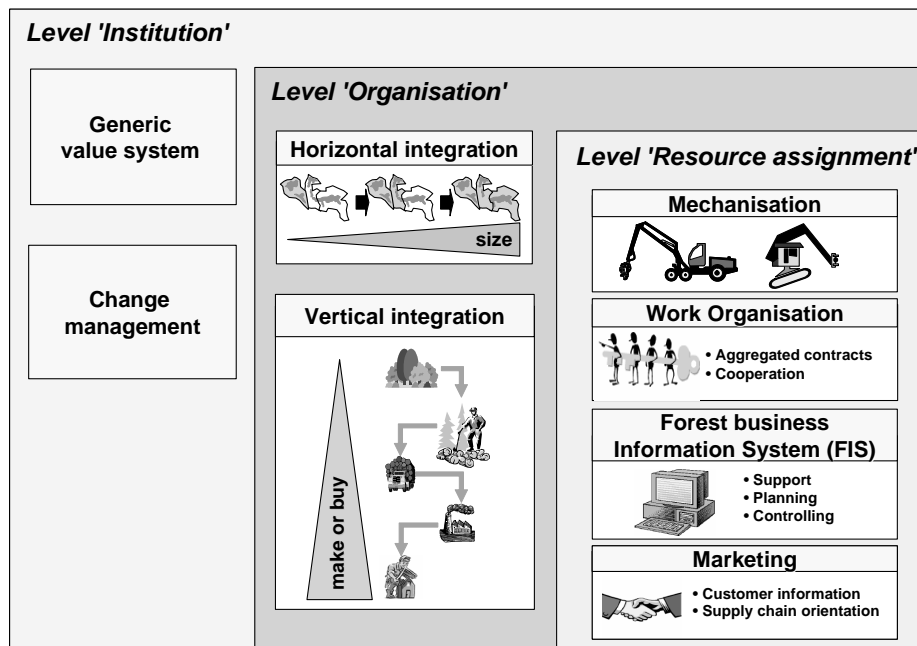 Level 'Institution'
Generic
value system
Change
management
Level 'Organisation'
Horizontal integration
size
Vertical integration
make or buy
Level 'Resource assignment'
Mechanisation
Work Organisation
• Aggregated contracts
• Cooperation
Forest business
Information System (FIS)
• Support
• Planning
• Controlling
Marketing
• Customer information
• Supply chain orientation